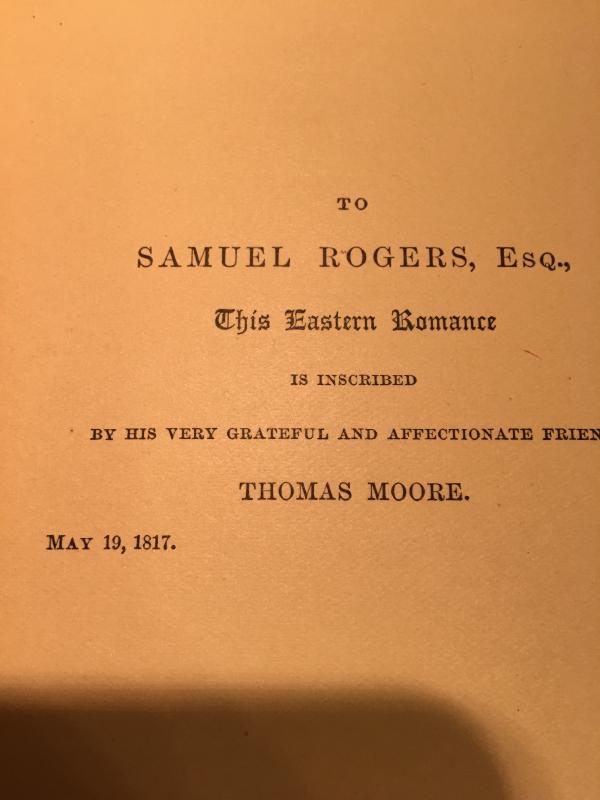 TO
SAMUEL ROGERS, ESQ.,
This Eastern Romance
IS INSCRIBED
BY HIS VERY GRATEFUL AND AFFECTIONATE FRIEN
THOMAS MOORE.
MAY 19, 1817.